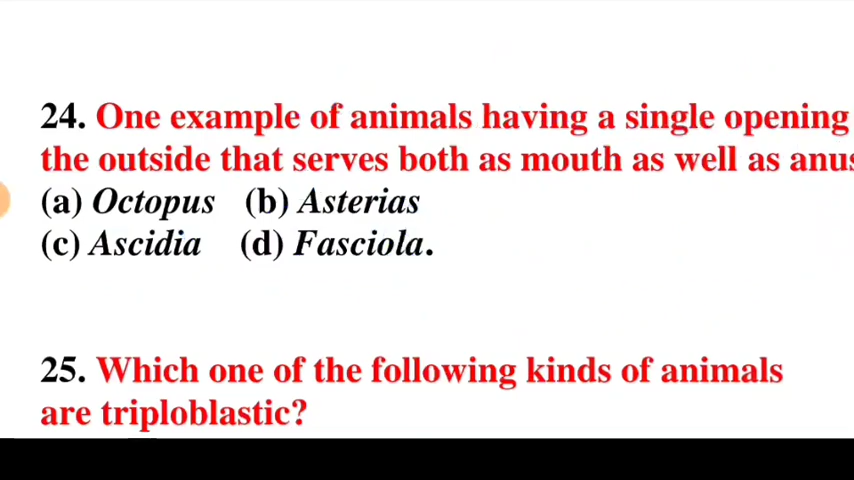 24. One example of animals having a single opening
the outside that serves both as mouth as well as
(a) Octopus (b) Asterias
(c) Ascidia (d) Fasciola.
25. Which one of the following kinds of animals
are triploblastic?